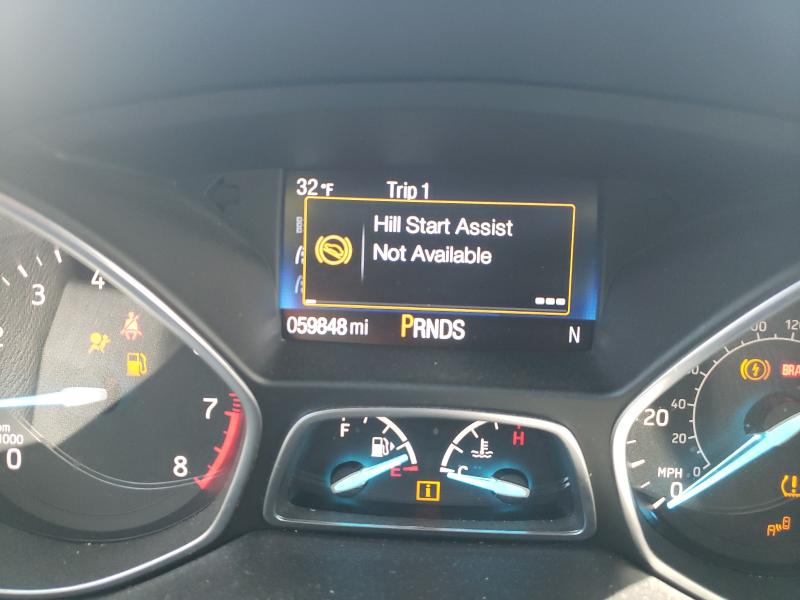 32°F Trip 1
Hill Start Assist
Not Available
059848 mi PRNDS N
3 4
7
8
0
F E
C H
i
20
0
MPH
40
20
0
BRA